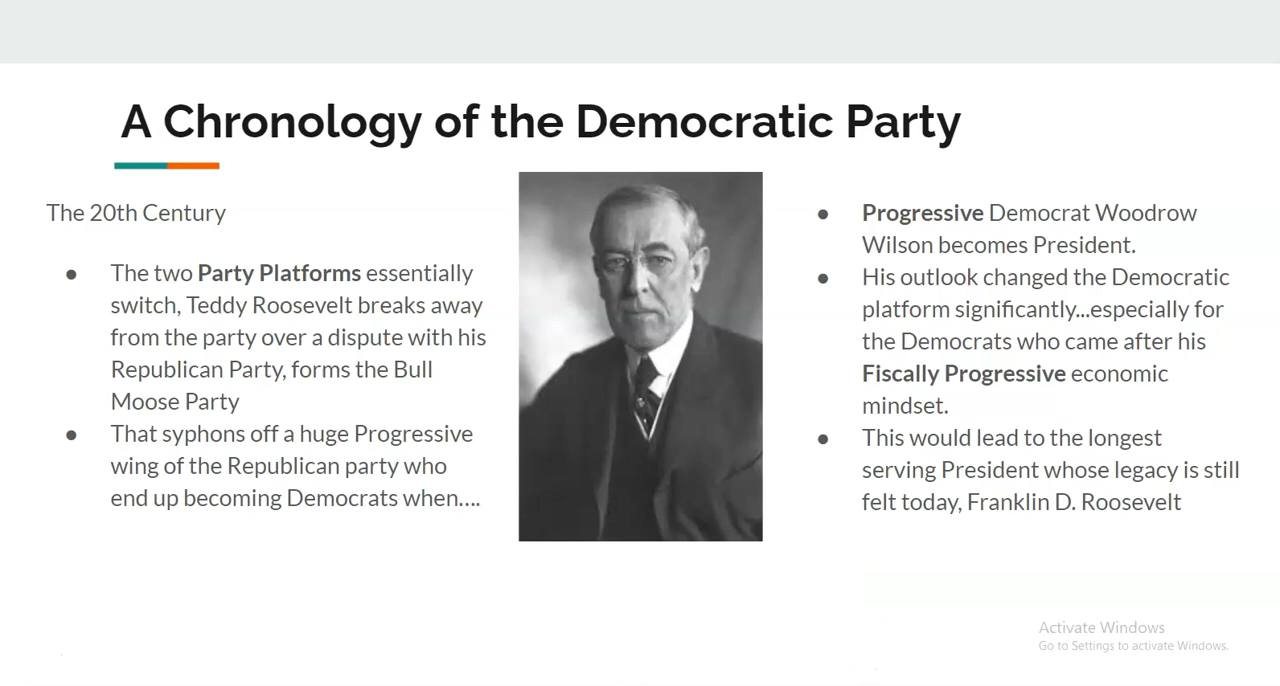 A Chronology of the Democratic Party
The 20th Century
● The two Party Platforms essentially
switch, Teddy Roosevelt breaks away
from the party over a dispute with his
Republican Party, forms the Bull
Moose Party
● That syphons off a huge Progressive
wing of the Republican party who
end up becoming Democrats when....
● Progressive Democrat Woodrow
Wilson becomes President.
● His outlook changed the Democratic
platform significantly...especially for
the Democrats who came after his
Fiscally Progressive economic
mindset.
● This would lead to the longest
serving President whose legacy is still
felt today, Franklin D. Roosevelt
Activate Windows
Go to Settings to activate Windows.